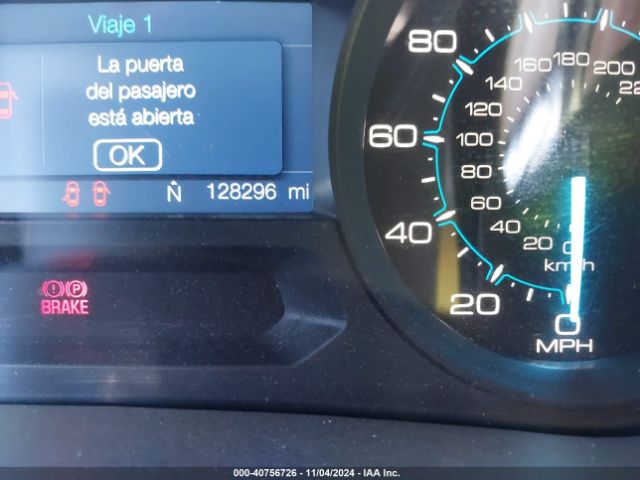 Viaje 1
La puerta
del pasajero
está abierta
OK
N 128296 mi
BRAKE
P
80
60
40
20
0
MPH
180
160
200
140
120
100
80
60
40
20
0
km/h
000-40756726 - 11/04/2024 - IAA Inc.